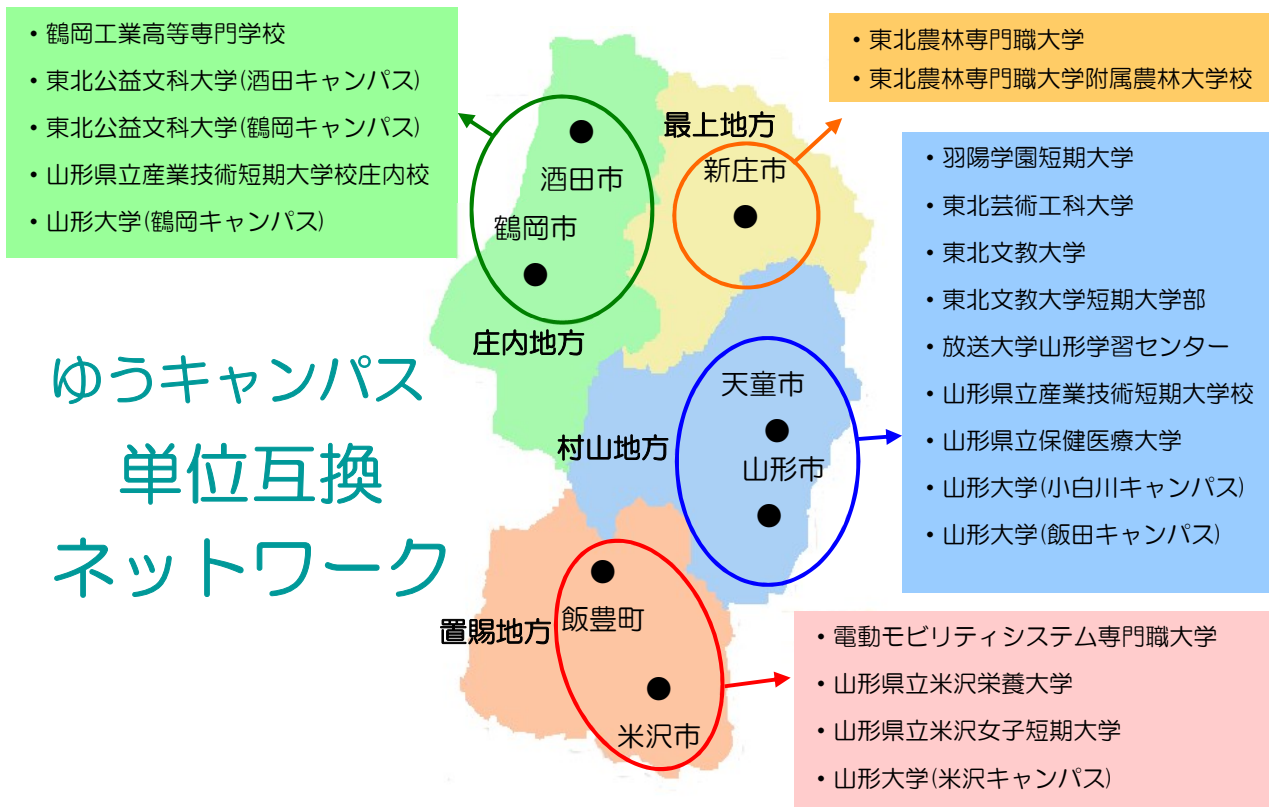 ・鶴岡工業高等専門学校
・東北公益文科大学(酒田キャンパス)
・東北公益文科大学(鶴岡キャンパス)
・山形県立産業技術短期大学校庄内校
・山形大学(鶴岡キャンパス)
・東北農林専門職大学
・東北農林専門職大学附属農林大学校
最上地方
新庄市
酒田市
鶴岡市
庄内地方
・羽陽学園短期大学
・東北芸術工科大学
・東北文教大学
・東北文教大学短期大学部
・放送大学山形学習センター
・山形県立産業技術短期大学校
・山形県立保健医療大学
・山形大学(小白川キャンパス)
・山形大学(飯田キャンパス)
天童市
村山地方
山形市
ゆうキャンパス
単位互換
ネットワーク
置賜地方
飯豊町
米沢市
・電動モビリティシステム専門職大学
・山形県立米沢栄養大学
・山形県立米沢女子短期大学
・山形大学(米沢キャンパス)